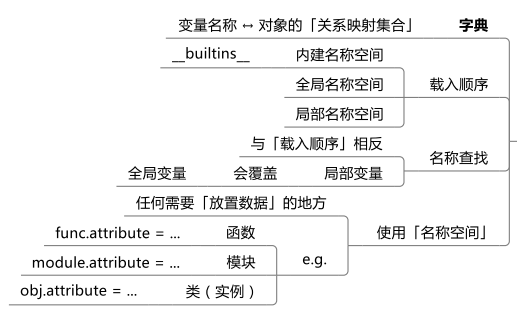 变量名称 ↔ 对象的「关系映射集合」 字典
__builtins__ 内建名称空间
全局名称空间 载入顺序
局部名称空间
与「载入顺序」相反
名称查找
全局变量 会覆盖 局部变量
任何需要「放置数据」的地方
func.attribute = ... 函数 使用「名称空间」
module.attribute = ... 模块 e.g.
obj.attribute = ... 类（实例）